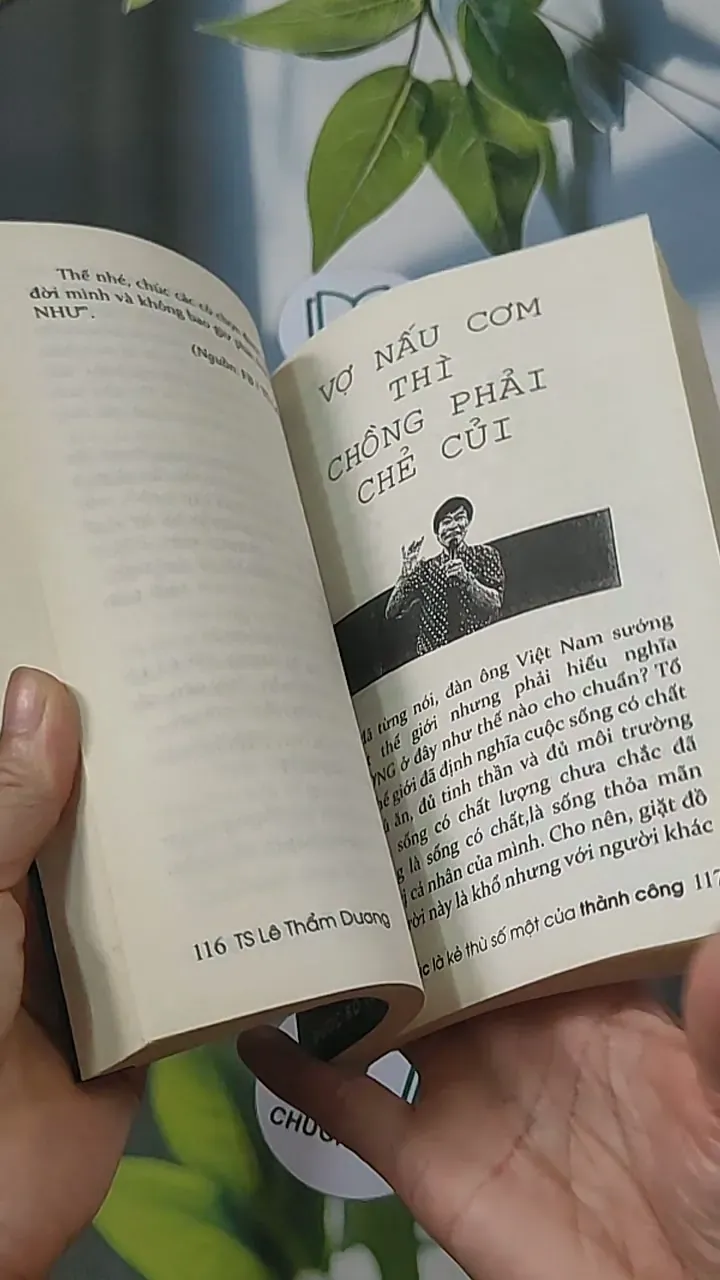 Thế nhé, chúc các cô chọn
đời mình và không bao giờ
NHƯ".
(Nguồn: FB
VỢ NẤU CƠM
THÌ
CHỒNG PHẢI
CHẺ CỦI
đã từng nói, đàn ông Việt Nam sướng
thế giới nhưng phải hiểu nghĩa
ở đây như thế nào cho chuẩn? Tổ
giới đã định nghĩa cuộc sống có chất
ăn, đủ tinh thần và đủ môi trường
sống có chất lượng chưa chắc đã
là sống có chất,là sống thỏa mãn
cá nhân của mình. Cho nên, giặt đồ
này là khổ nhưng với người khác
116 TS Lê Thẩm Dương
là kẻ thù số một của thành công 117